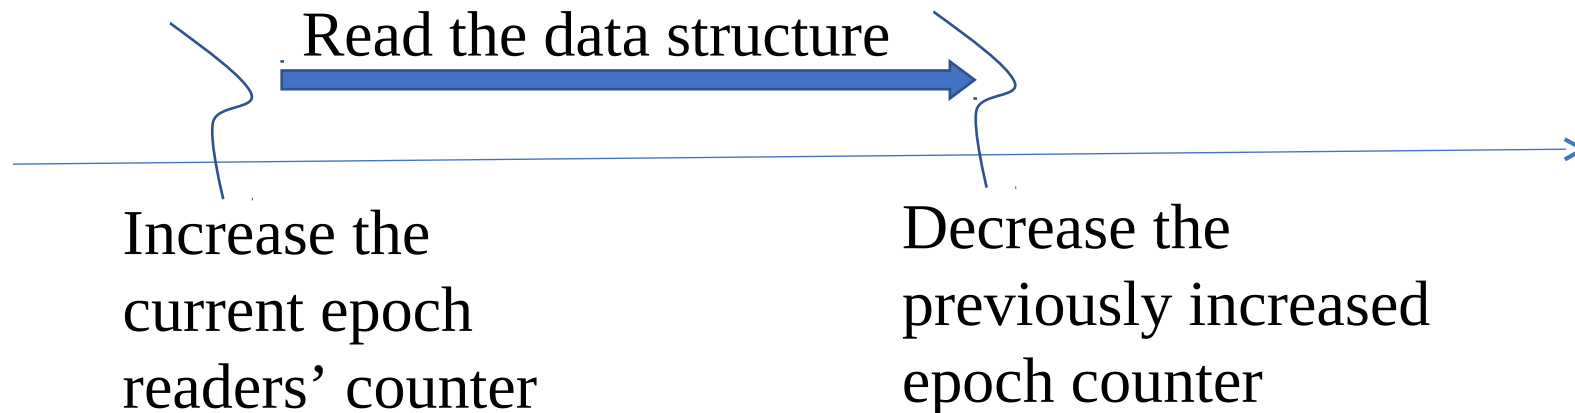 Read the data structure
Increase the
current epoch
readers’ counter
Decrease the
previously increased
epoch counter